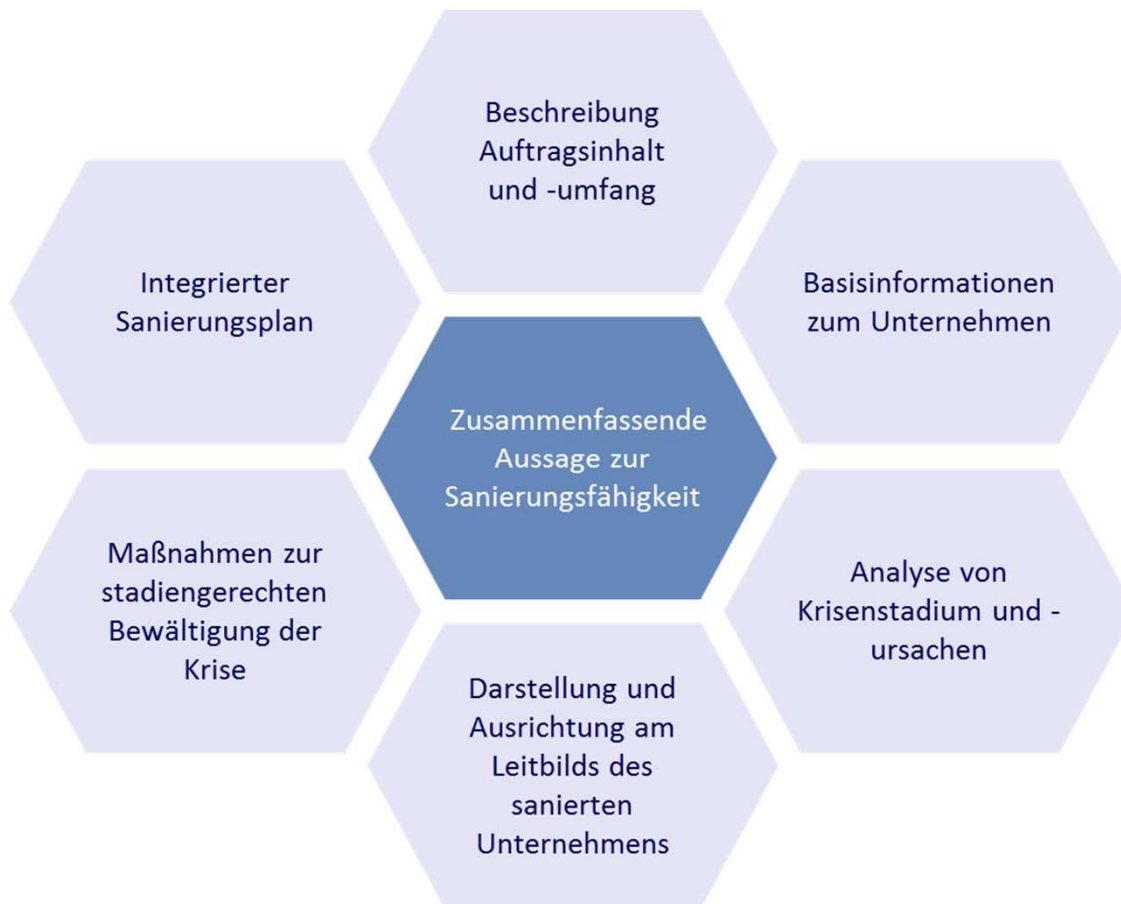 Beschreibung
Auftragsinhalt
und -umfang
Basisinformationen
zum Unternehmen
Analyse von
Krisenstadium und -
ursachen
Darstellung und
Ausrichtung am
Leitbilds des
sanierten
Unternehmens
Maßnahmen zur
stadiengerechten
Bewältigung der
Krise
Integrierter
Sanierungsplan
Zusammenfassende
Aussage zur
Sanierungsfähigkeit